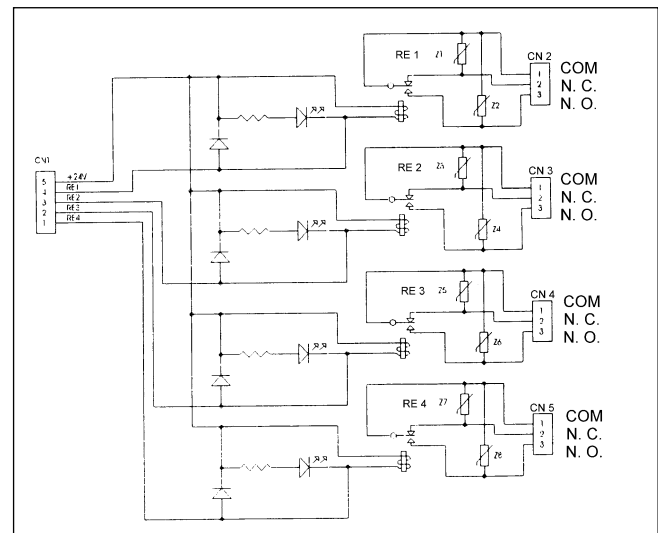 RE 1 Z1 CN 2
1 COM
2 N. C.
3 N. O.
Z2
CN1
5 +24V
4 RE1
3 RE2
2 RE3
1 RE4
RE 2 Z3 CN 3
1 COM
2 N. C.
3 N. O.
Z4
RE 3 Z5 CN 4
1 COM
2 N. C.
3 N. O.
Z6
RE 4 Z7 CN 5
1 COM
2 N. C.
3 N. O.
Z8